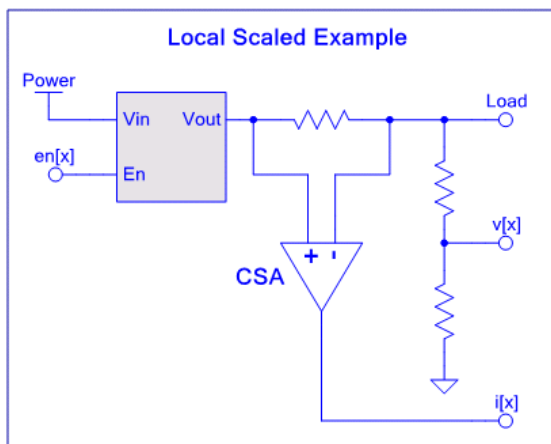 Local Scaled Example
Power
Load
Vin
Vout
en[x]
En
v[x]
+ -
CSA
i[x]